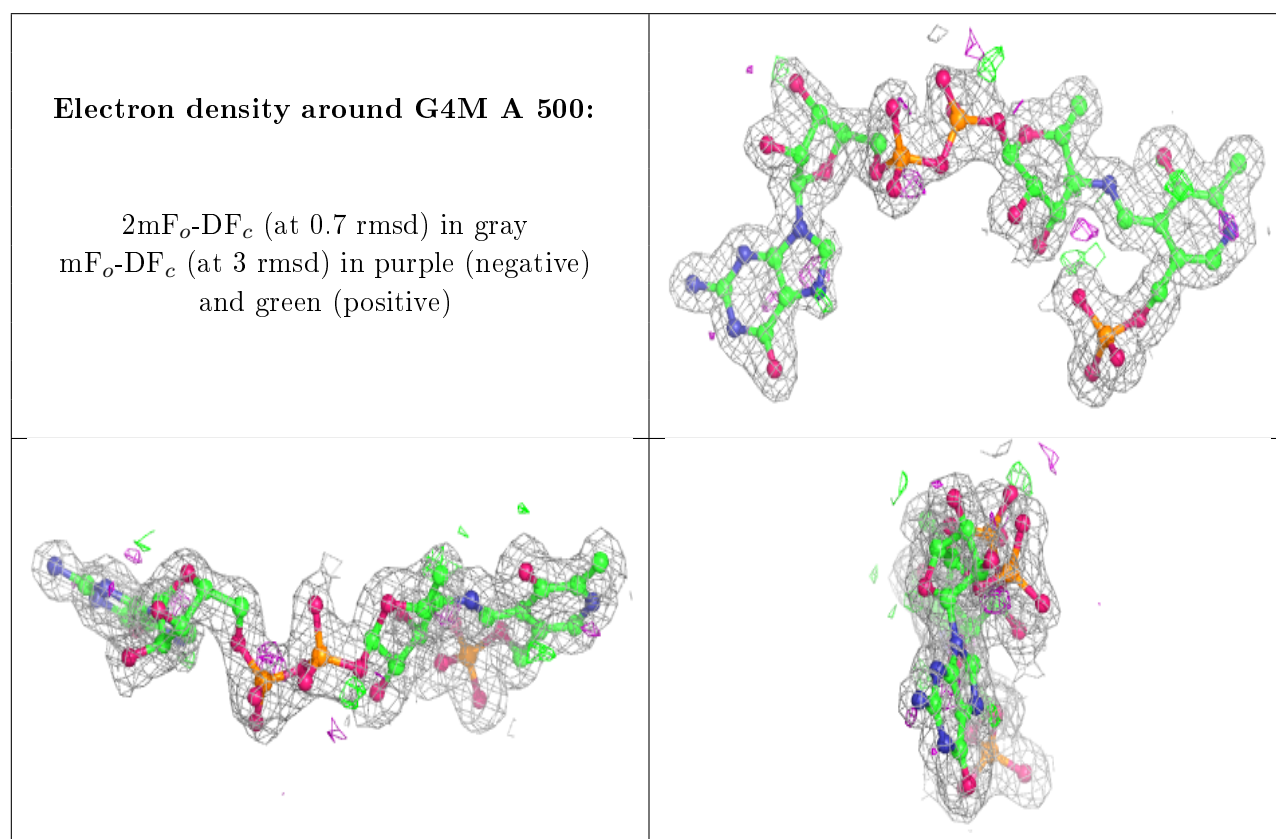 Electron density around G4M A 500:
2mFo-DFc (at 0.7 rmsd) in gray
mFo-DFc (at 3 rmsd) in purple (negative)
and green (positive)